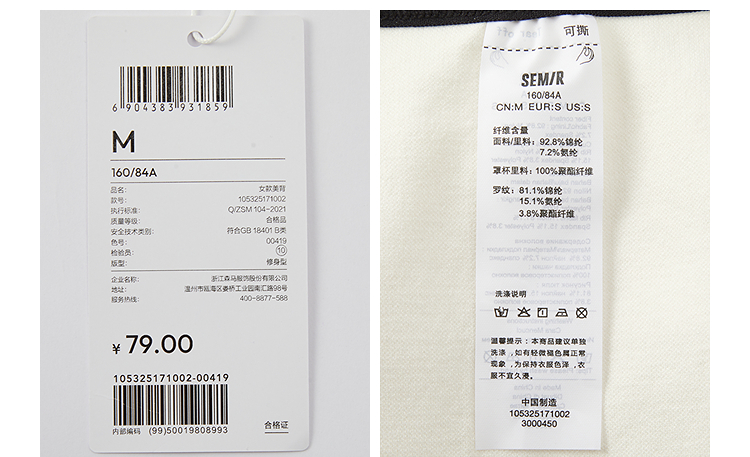 6 904383 931859
M
160/84A
品名: 女款美背
款号: 105325171002
执行标准: Q/ZSM 104-2021
质量等级: 合格品
安全技术类别: 符合GB 18401 B类
色号: 00419
检验员: 10
版型: 修身型
企业名称: 浙江森马服饰股份有限公司
地址: 温州市瓯海区娄桥工业园南汇路98号
服务热线: 400-8877-588
¥ 79.00
105325171002-00419
内部编码 (99)50019808993
合格证
可撕
SEMIR
160/84A
CN:M EUR:S US:S
纤维含量
面料/里料: 92.8%锦纶
7.2%氨纶
罩杯里料: 100%聚酯纤维
罗纹: 81.1%锦纶
15.1%氨纶
3.8%聚酯纤维
洗涤说明
温馨提示:本商品建议单独
洗涤,如有轻微褪色属正常
现象,为保持衣服色泽,衣
服不宜久浸。
中国制造
105325171002
3000450